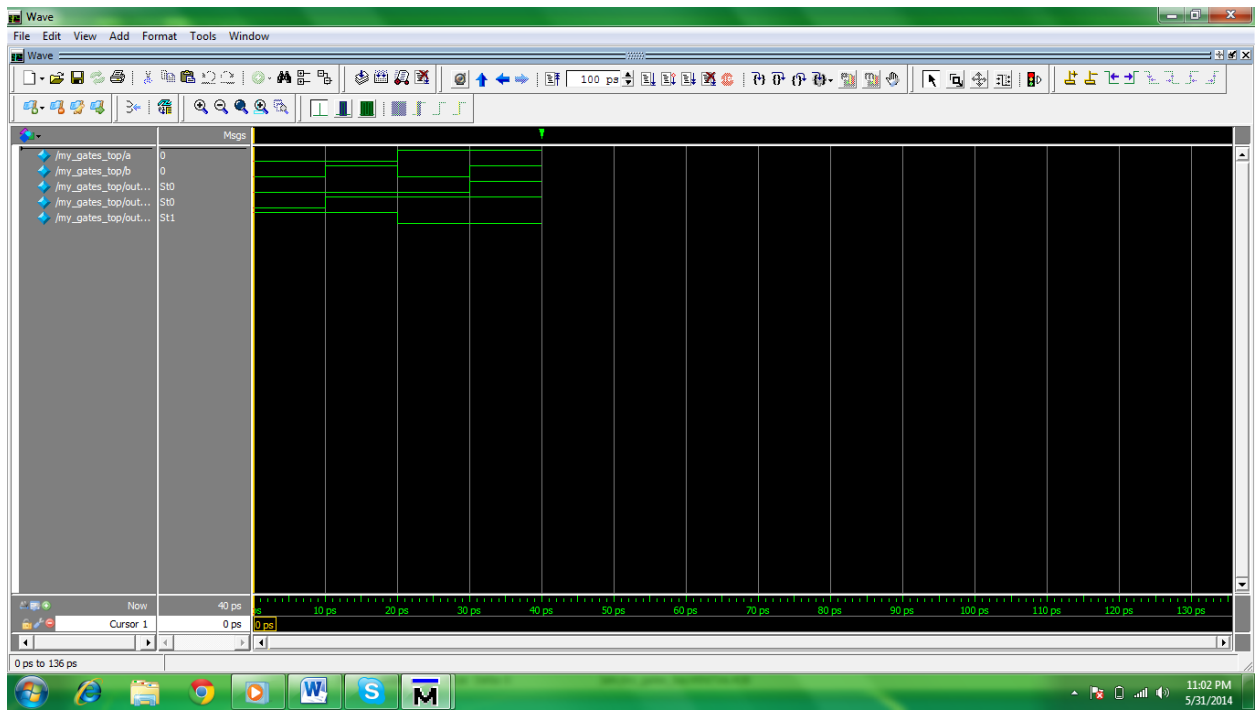 Wave
File Edit View Add Format Tools Window
Wave
100 ps
Msgs
/my_gates_top/a 0
/my_gates_top/b 0
/my_gates_top/out... St0
/my_gates_top/out... St0
/my_gates_top/out... St1
Now 40 ps
ps 10 ps 20 ps 30 ps 40 ps 50 ps 60 ps 70 ps 80 ps 90 ps 100 ps 110 ps 120 ps 130 ps
Cursor 1 0 ps 0 ps
0 ps to 136 ps
11:02 PM
5/31/2014